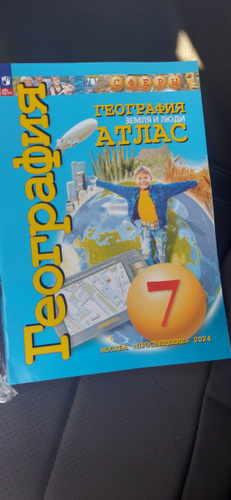 СФЕРЫ
География
ГЕОГРАФИЯ
ЗЕМЛЯ И ЛЮДИ
АТЛАС
7
МОСКВА «ПРОСВЕЩЕНИЕ» 2024